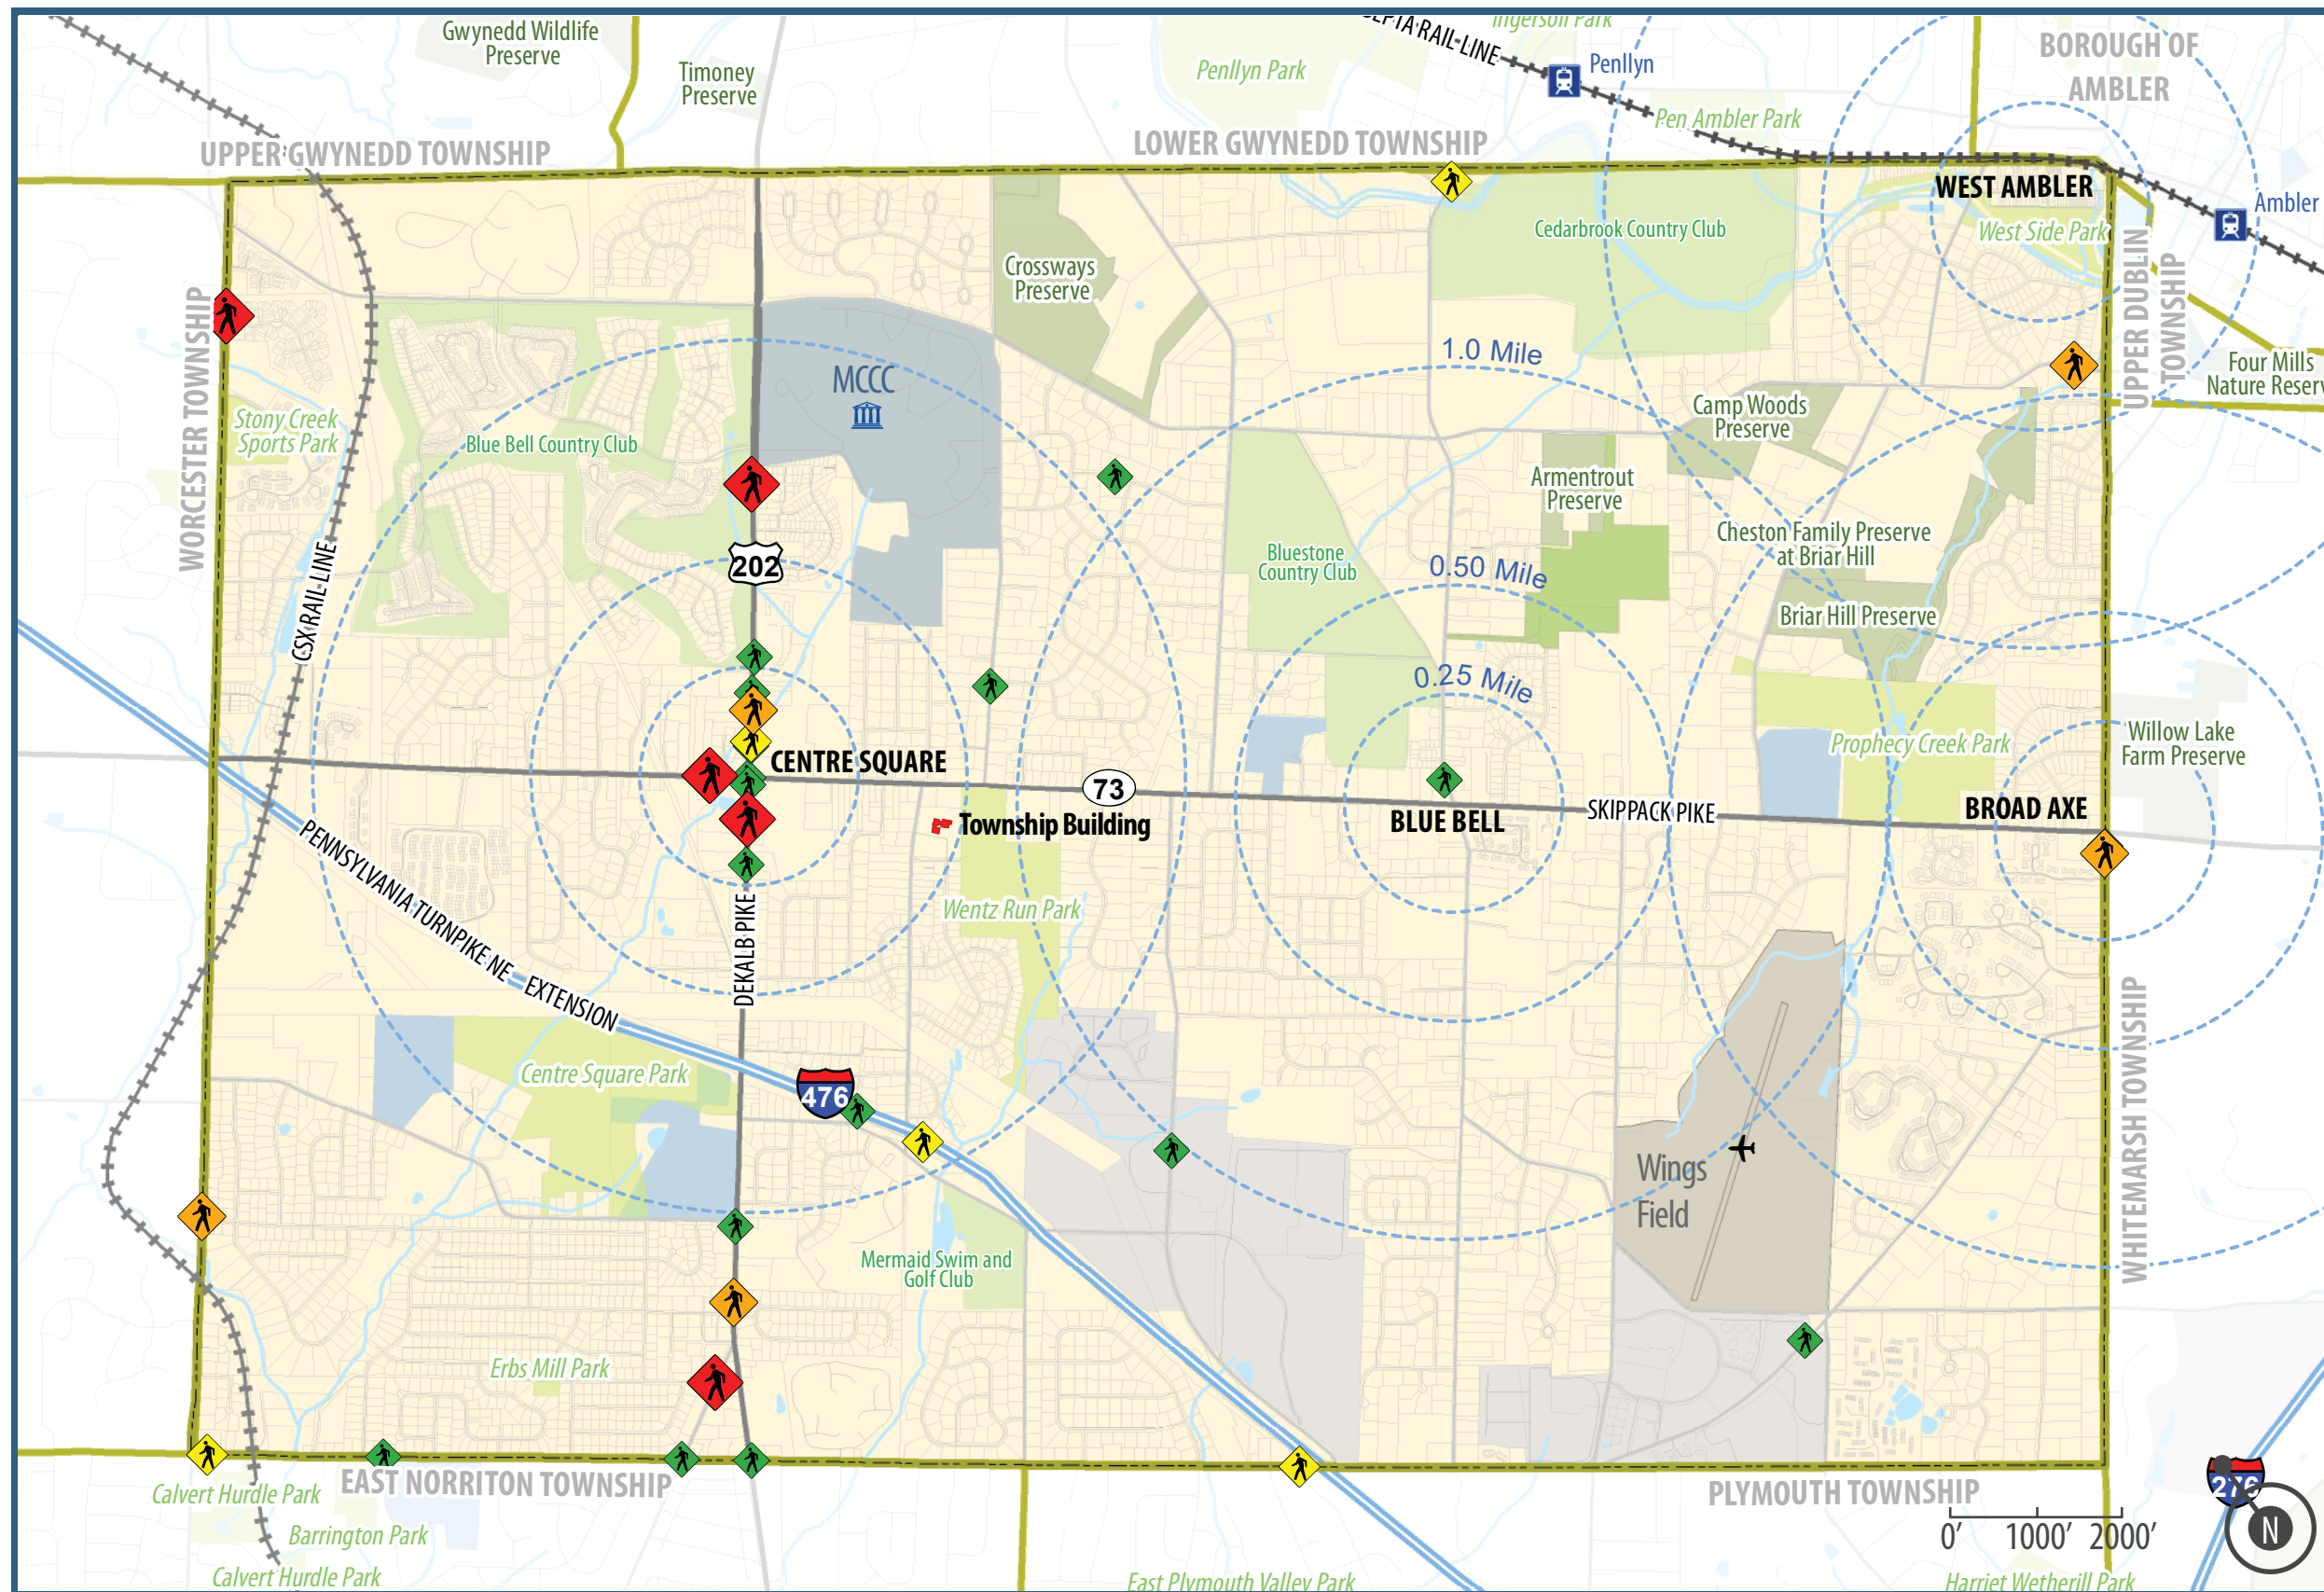 Gwynedd Wildlife
Preserve
Timoney
Preserve
Penllyn Park
SEPTA RAIL-LINE
Ingersoll Park
Penllyn
BOROUGH OF
AMBLER
Pen Ambler Park
UPPER GWYNEDD TOWNSHIP
LOWER GWYNEDD TOWNSHIP
WEST AMBLER
Ambler
West Side Park
Cedarbrook Country Club
UPPER DUBLIN
TOWNSHIP
Crossways
Preserve
WORCESTER TOWNSHIP
1.0 Mile
MCCC
Four Mills
Nature Reserv
Stony Creek
Sports Park
Blue Bell Country Club
Camp Woods
Preserve
Armentrout
Preserve
CSX RAIL-LINE
202
Bluestone
Country Club
0.50 Mile
Cheston Family Preserve
at Briar Hill
Briar Hill Preserve
0.25 Mile
Prophecy Creek Park
Willow Lake
Farm Preserve
CENTRE SQUARE
73
SKIPPACK PIKE
BROAD AXE
Township Building
BLUE BELL
PENNSYLVANIA TURNPIKE NE - EXTENSION
DEKALB PIKE
Wentz Run Park
Centre Square Park
476
WHITEMARSH TOWNSHIP
Wings
Field
Mermaid Swim and
Golf Club
Erbs Mill Park
EAST NORRITON TOWNSHIP
PLYMOUTH TOWNSHIP
276
Calvert Hurdle Park
Barrington Park
Calvert Hurdle Park
0' 1000' 2000'
N
East Plymouth Valley Park
Harriet Wetherill Park